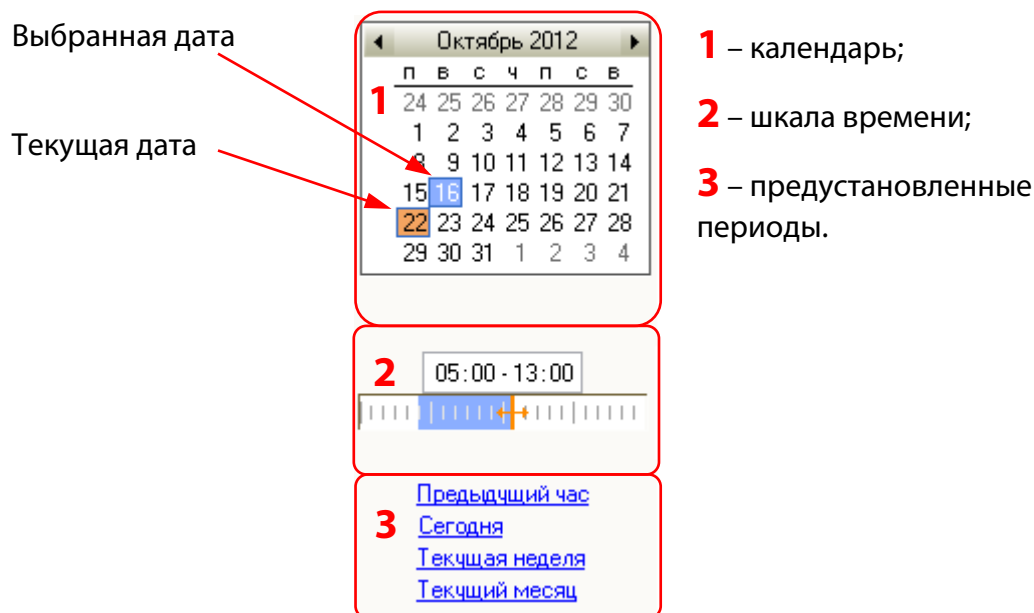 Выбранная дата
Текущая дата
Октябрь 2012
п в с ч п с в
1
24 25 26 27 28 29 30
1 2 3 4 5 6 7
8 9 10 11 12 13 14
15 16 17 18 19 20 21
22 23 24 25 26 27 28
29 30 31 1 2 3 4
2
05:00 - 13:00
3
Предыдущий час
Сегодня
Текущая неделя
Текущий месяц
1 – календарь;
2 – шкала времени;
3 – предустановленные
периоды.